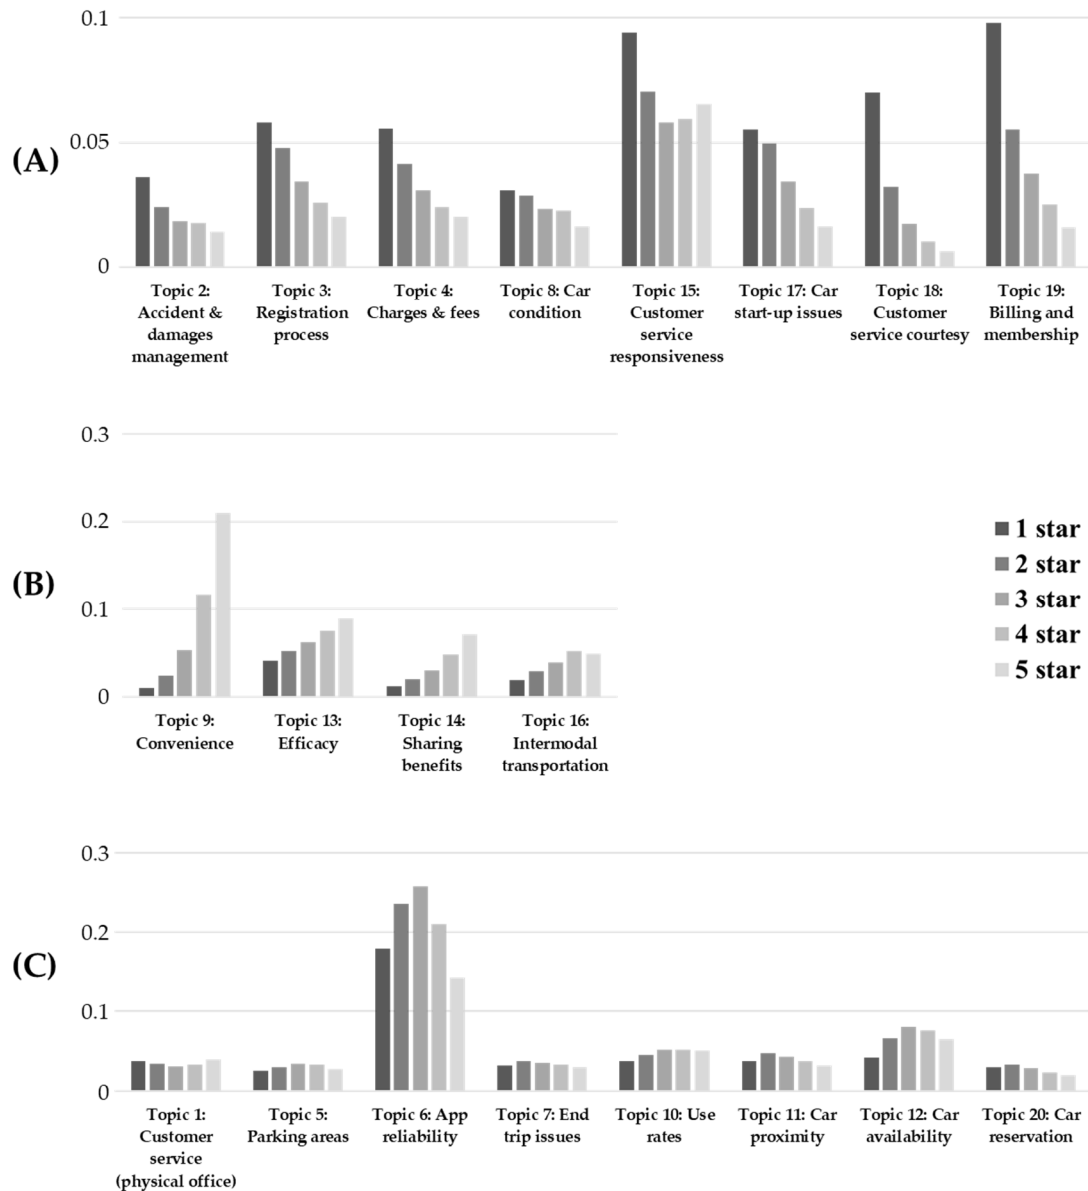 0.1
0.05
0
(A)
Topic 2:
Accident &
damages
management
Topic 3:
Registration
process
Topic 4:
Charges & fees
Topic 8: Car
condition
Topic 15:
Customer
service
responsiveness
Topic 17: Car
start-up issues
Topic 18:
Customer
service courtesy
Topic 19:
Billing and
membership
0.3
0.2
0.1
0
(B)
Topic 9:
Convenience
Topic 13:
Efficacy
Topic 14:
Sharing
benefits
Topic 16:
Intermodal
transportation
1 star
2 star
3 star
4 star
5 star
0.3
0.2
0.1
0
(C)
Topic 1:
Customer
service
(physical office)
Topic 5:
Parking areas
Topic 6: App
reliability
Topic 7: End
trip issues
Topic 10: Use
rates
Topic 11: Car
proximity
Topic 12: Car
availability
Topic 20: Car
reservation